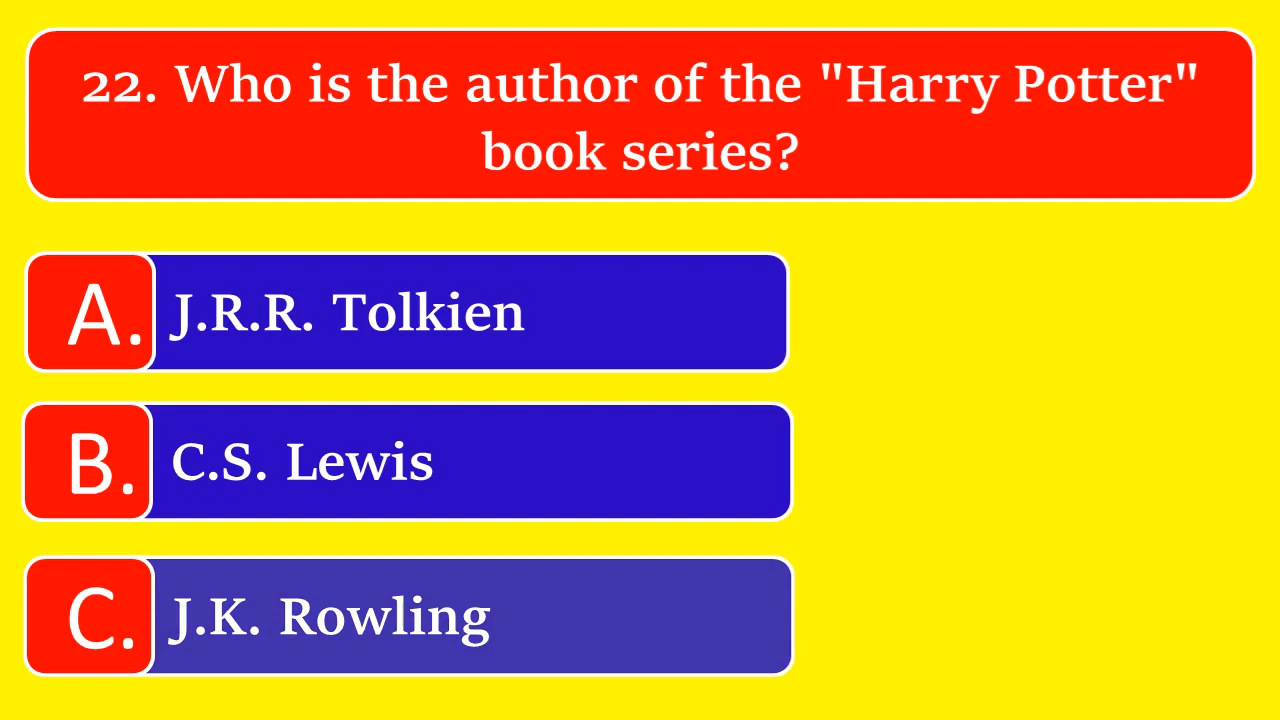 22. Who is the author of the "Harry Potter"
book series?
A. J.R.R. Tolkien
B. C.S. Lewis
C. J.K. Rowling